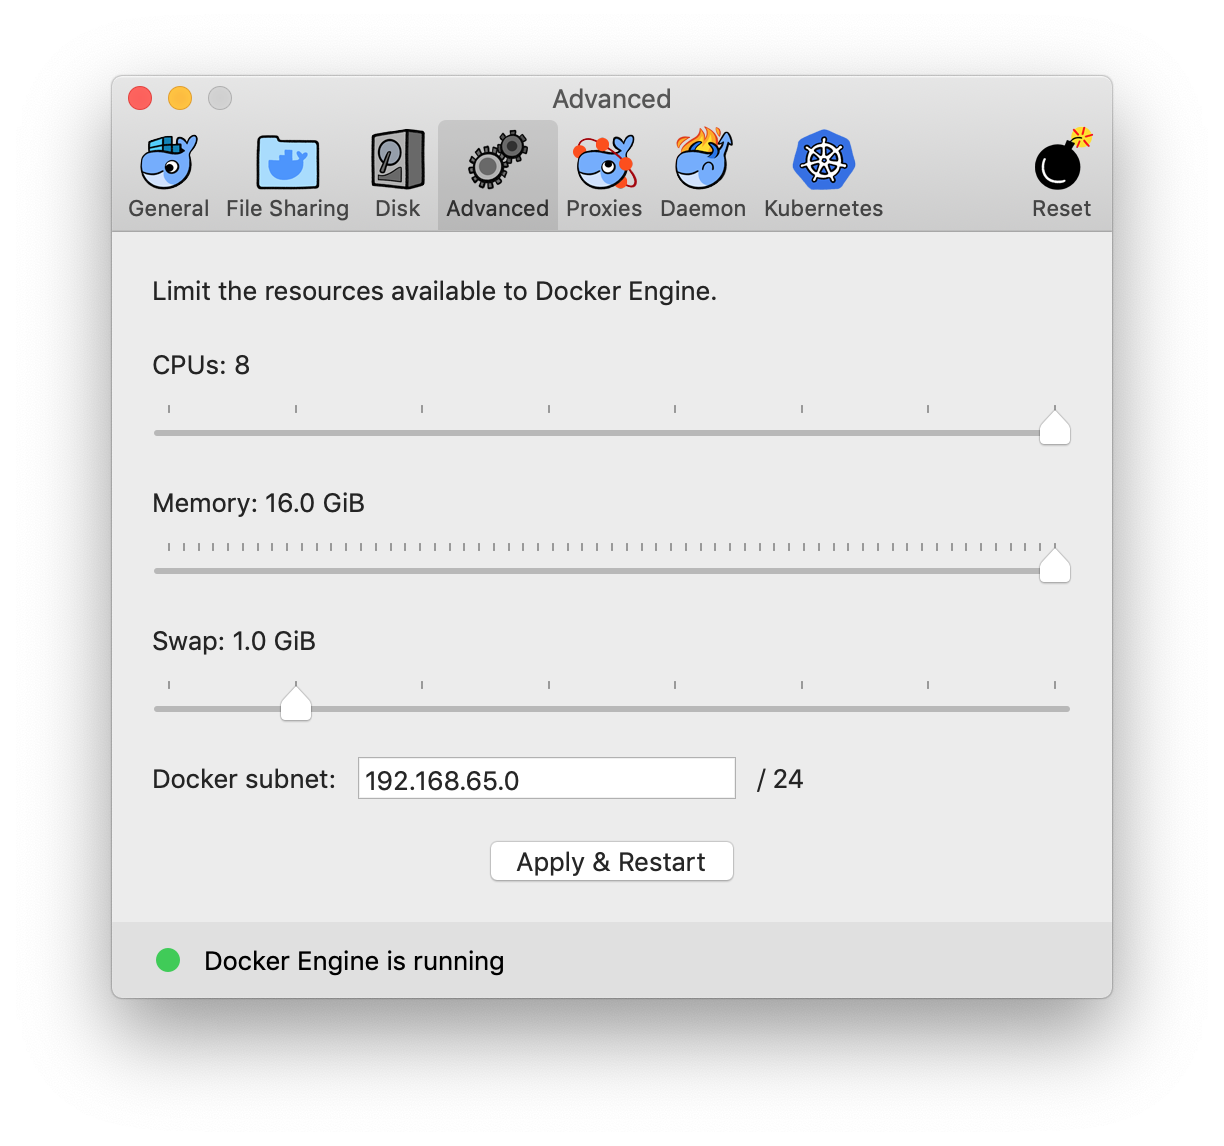 Advanced
General File Sharing Disk Advanced Proxies Daemon Kubernetes Reset
Limit the resources available to Docker Engine.
CPUs: 8
Memory: 16.0 GiB
Swap: 1.0 GiB
Docker subnet: 192.168.65.0 / 24
Apply & Restart
Docker Engine is running